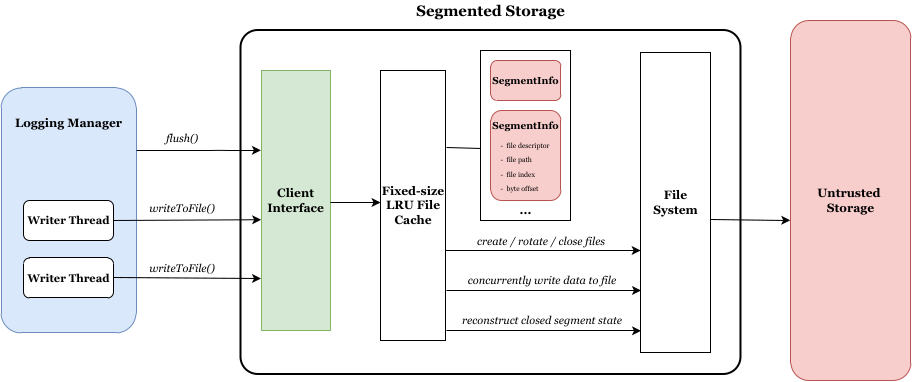 Segmented Storage
Logging Manager
Writer Thread
Writer Thread
flush()
writeToFile()
writeToFile()
Client
Interface
Fixed-size
LRU File
Cache
SegmentInfo
SegmentInfo
- file descriptor
- file path
- file index
- byte offset
...
create / rotate / close files
concurrently write data to file
reconstruct closed segment state
File
System
Untrusted
Storage